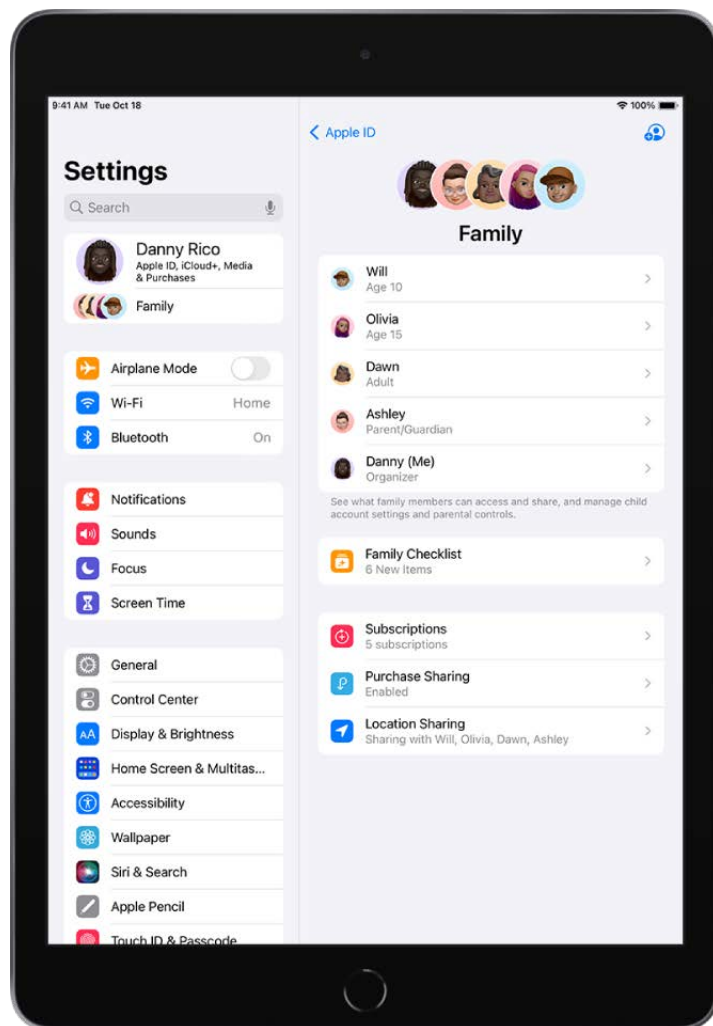 9:41 AM Tue Oct 18
100%
Settings
Search
Danny Rico
Apple ID, iCloud+, Media
& Purchases
Family
Airplane Mode
Wi-Fi
Home
Bluetooth
On
Notifications
Sounds
Focus
Screen Time
General
Control Center
AA
Display & Brightness
Home Screen & Multitas...
Accessibility
Wallpaper
Siri & Search
Apple Pencil
Touch ID & Passcode
Apple ID
Family
Will
Age 10
Olivia
Age 15
Dawn
Adult
Ashley
Parent/Guardian
Danny (Me)
Organizer
See what family members can access and share, and manage child
account settings and parental controls.
Family Checklist
6 New Items
Subscriptions
5 subscriptions
Purchase Sharing
Enabled
Location Sharing
Sharing with Will, Olivia, Dawn, Ashley